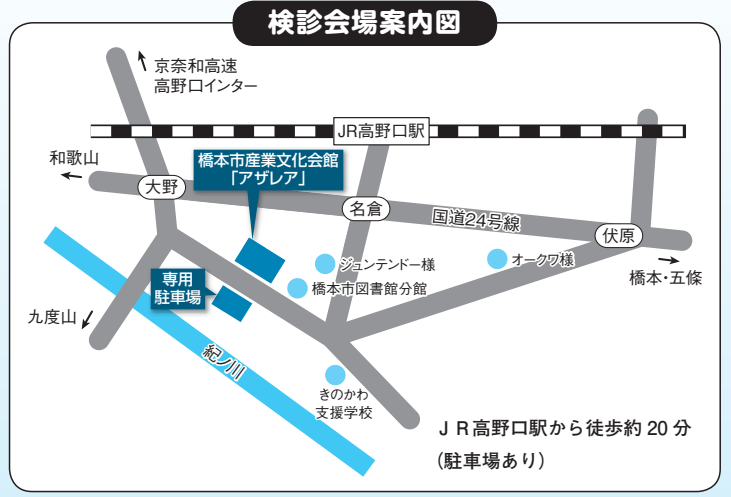 検診会場案内図
京奈和高速
高野口インター
JR高野口駅
和歌山
橋本市産業文化会館
「アザレア」
大野
名倉
国道24号線
伏原
ジュンテンドー様
オークワ様
橋本・五條
専用
駐車場
橋本市図書館分館
九度山
紀ノ川
きのかわ
支援学校
ＪＲ高野口駅から徒歩約 20 分
(駐車場あり)